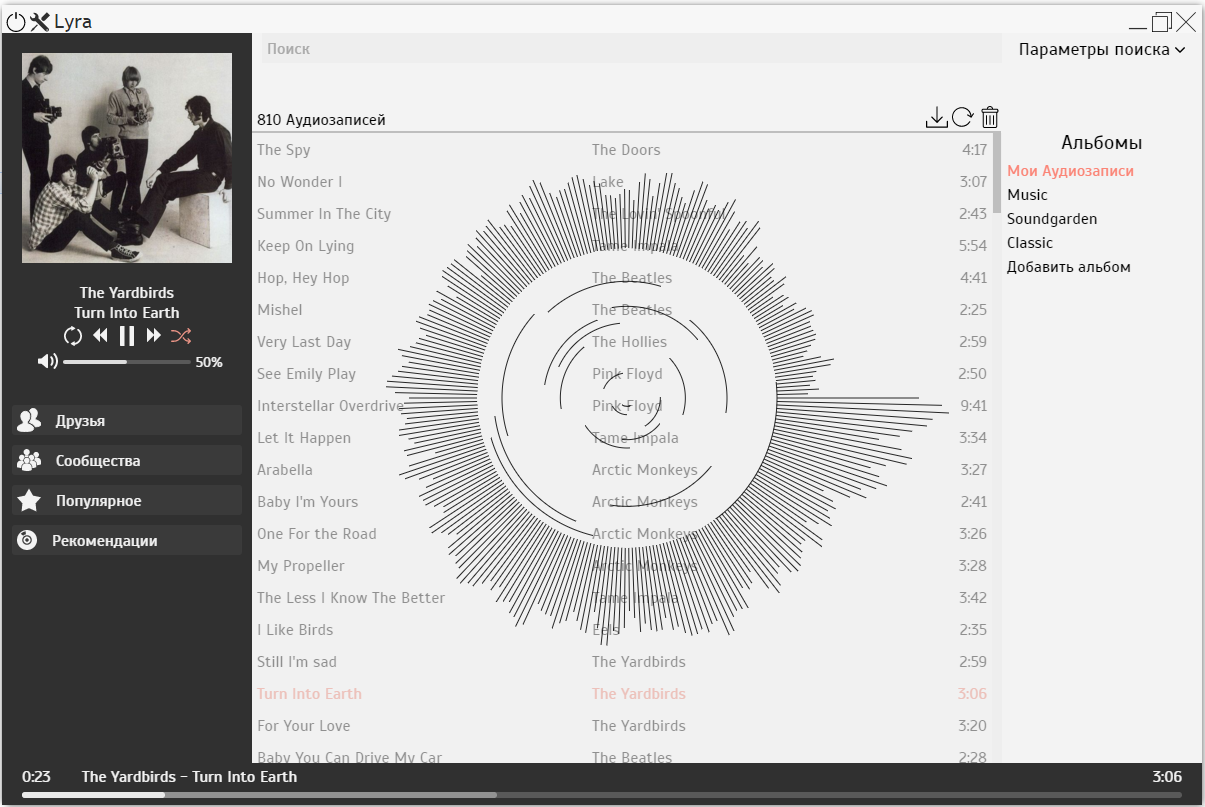 Lyra
Поиск
Параметры поиска
810 Аудиозаписей
The Spy The Doors 4:17
No Wonder I Lake 3:07
Summer In The City The Lovin' Spoonful 2:43
Keep On Lying Tame Impala 5:54
Hop, Hey Hop The Beatles 4:41
Mishel The Beatles 2:25
Very Last Day The Hollies 2:59
See Emily Play Pink Floyd 2:50
Interstellar Overdrive Pink Floyd 9:41
Let It Happen Tame Impala 3:34
Arabella Arctic Monkeys 3:27
Baby I'm Yours Arctic Monkeys 2:41
One For the Road Arctic Monkeys 3:26
My Propeller Arctic Monkeys 3:28
The Less I Know The Better Tame Impala 3:42
I Like Birds Eels 2:35
Still I'm sad The Yardbirds 2:59
Turn Into Earth The Yardbirds 3:06
For Your Love The Yardbirds 3:20
Baby You Can Drive My Car The Beatles 2:28
Альбомы
Мои Аудиозаписи
Music
Soundgarden
Classic
Добавить альбом
The Yardbirds
Turn Into Earth
50%
Друзья
Сообщества
Популярное
Рекомендации
0:23 The Yardbirds - Turn Into Earth 3:06